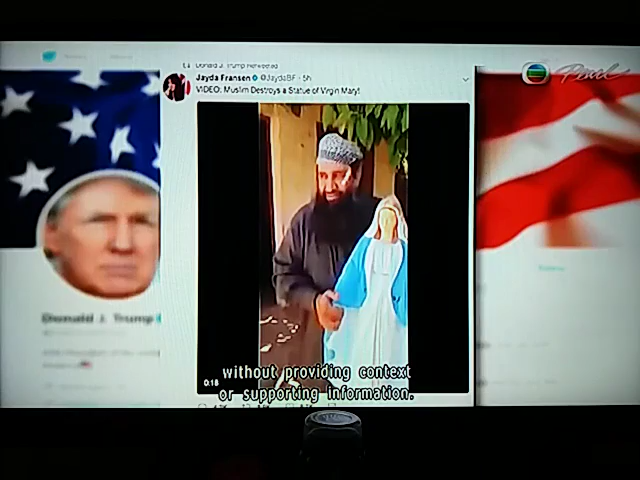 Donald J. Trump Retweeted
Jayda Fransen @JaydaBF · 5h
VIDEO: Muslim Destroys a Statue of Virgin Mary!
Pearl
Donald J. Trump
0:18
without providing context
or supporting information.